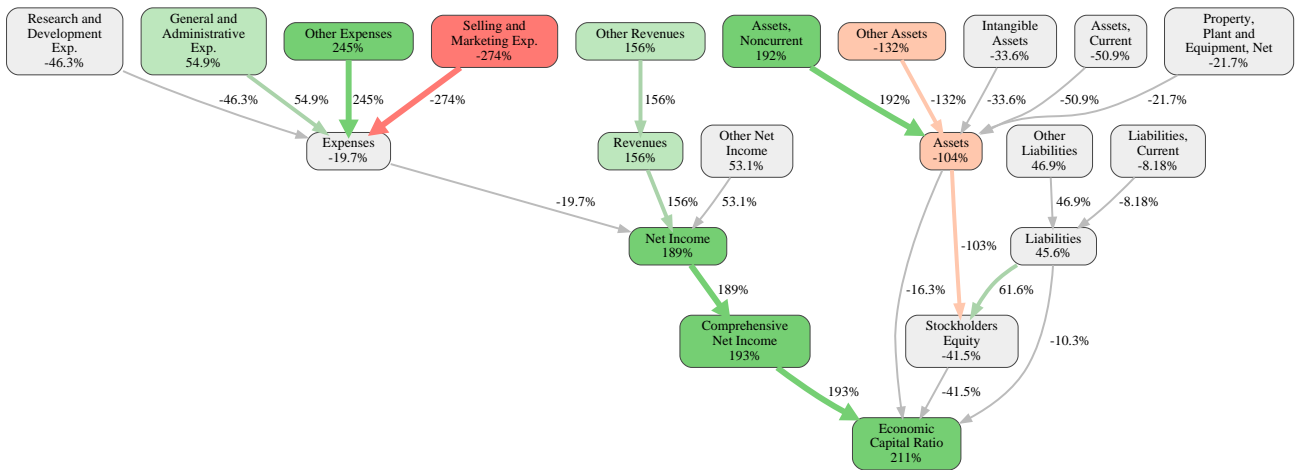 Research and
Development
Exp.
-46.3%
General and
Administrative
Exp.
54.9%
Other Expenses
245%
Selling and
Marketing Exp.
-274%
Other Revenues
156%
Assets,
Noncurrent
192%
Other Assets
-132%
Intangible
Assets
-33.6%
Assets,
Current
-50.9%
Property,
Plant and
Equipment, Net
-21.7%
-46.3%
54.9%
245%
-274%
156%
192%
-132%
-33.6%
-50.9%
-21.7%
Expenses
-19.7%
Revenues
156%
Other Net
Income
53.1%
Assets
-104%
Other
Liabilities
46.9%
Liabilities,
Current
-8.18%
-19.7%
156%
53.1%
46.9%
-8.18%
Net Income
189%
Liabilities
45.6%
-103%
189%
-16.3%
61.6%
Comprehensive
Net Income
193%
Stockholders
Equity
-41.5%
-10.3%
193%
-41.5%
Economic
Capital Ratio
211%